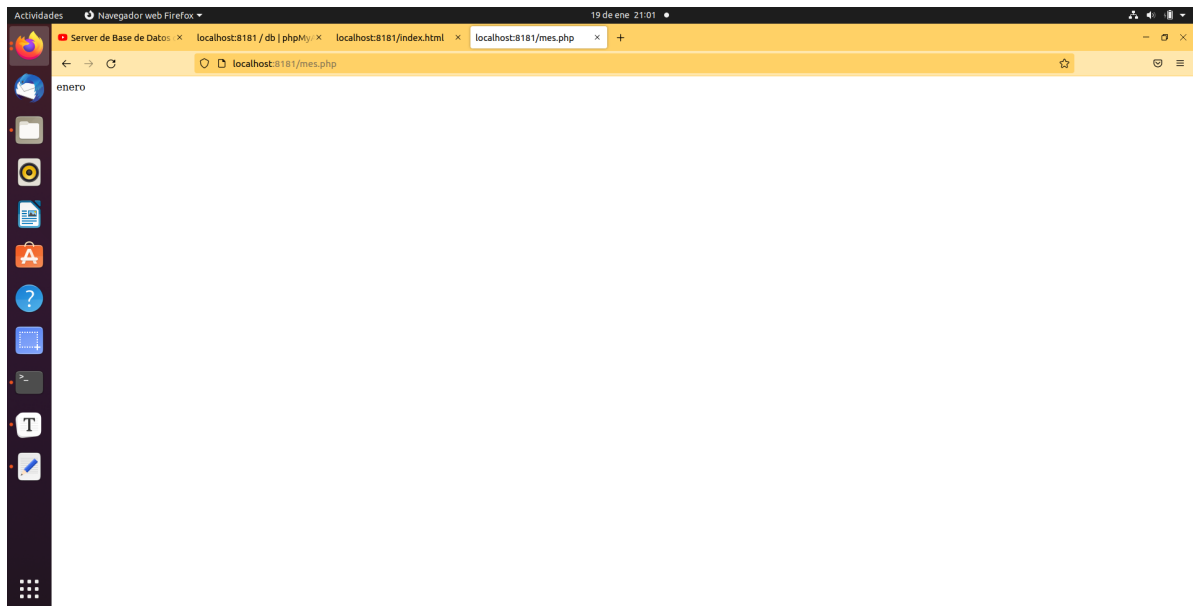 Actividades Navegador web Firefox 19 de ene 21:01
Server de Base de Datos localhost:8181 / db | phpMy localhost:8181/index.html localhost:8181/mes.php
localhost:8181/mes.php
enero